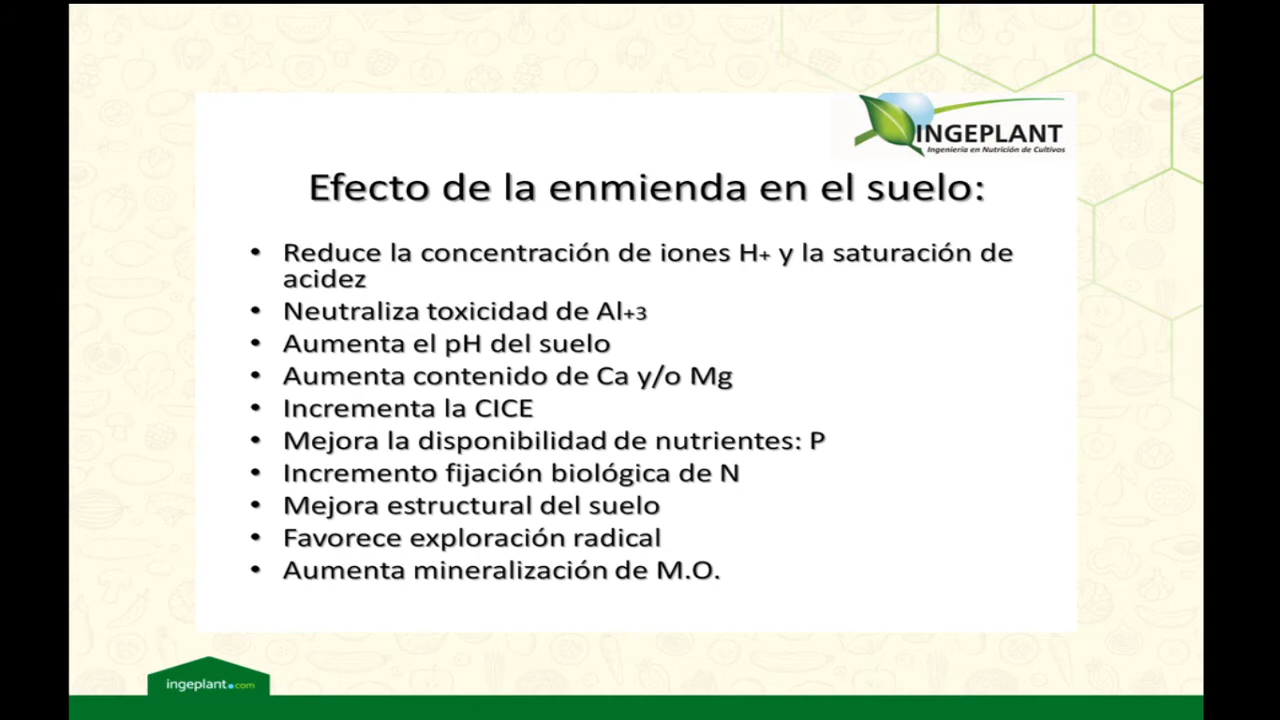 INGEPLANT
Ingeniería en Nutrición de Cultivos
Efecto de la enmienda en el suelo:
• Reduce la concentración de iones H+ y la saturación de
acidez
• Neutraliza toxicidad de Al+3
• Aumenta el pH del suelo
• Aumenta contenido de Ca y/o Mg
• Incrementa la CICE
• Mejora la disponibilidad de nutrientes: P
• Incremento fijación biológica de N
• Mejora estructural del suelo
• Favorece exploración radical
• Aumenta mineralización de M.O.
ingeplant.com